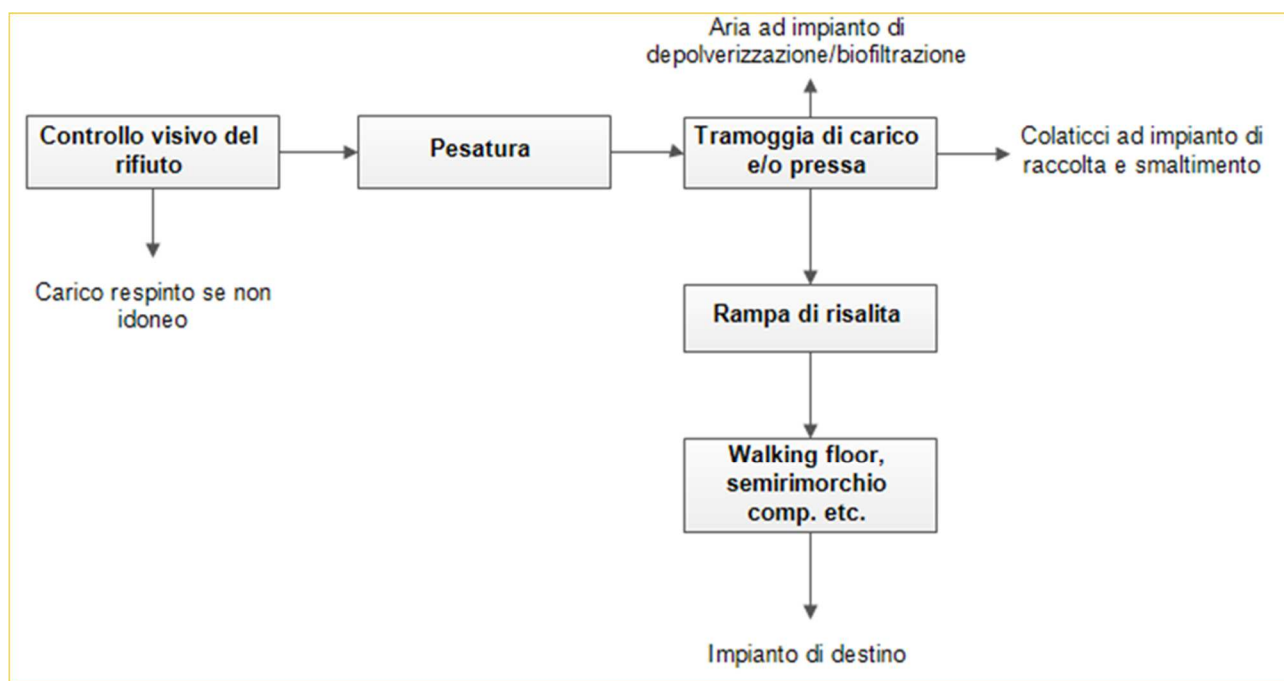 Aria ad impianto di
depolverizzazione/biofiltrazione
Controllo visivo del
rifiuto
Pesatura
Tramoggia di carico
e/o pressa
Colaticci ad impianto di
raccolta e smaltimento
Carico respinto se non
idoneo
Rampa di risalita
Walking floor,
semirimorchio
comp. etc.
Impianto di destino